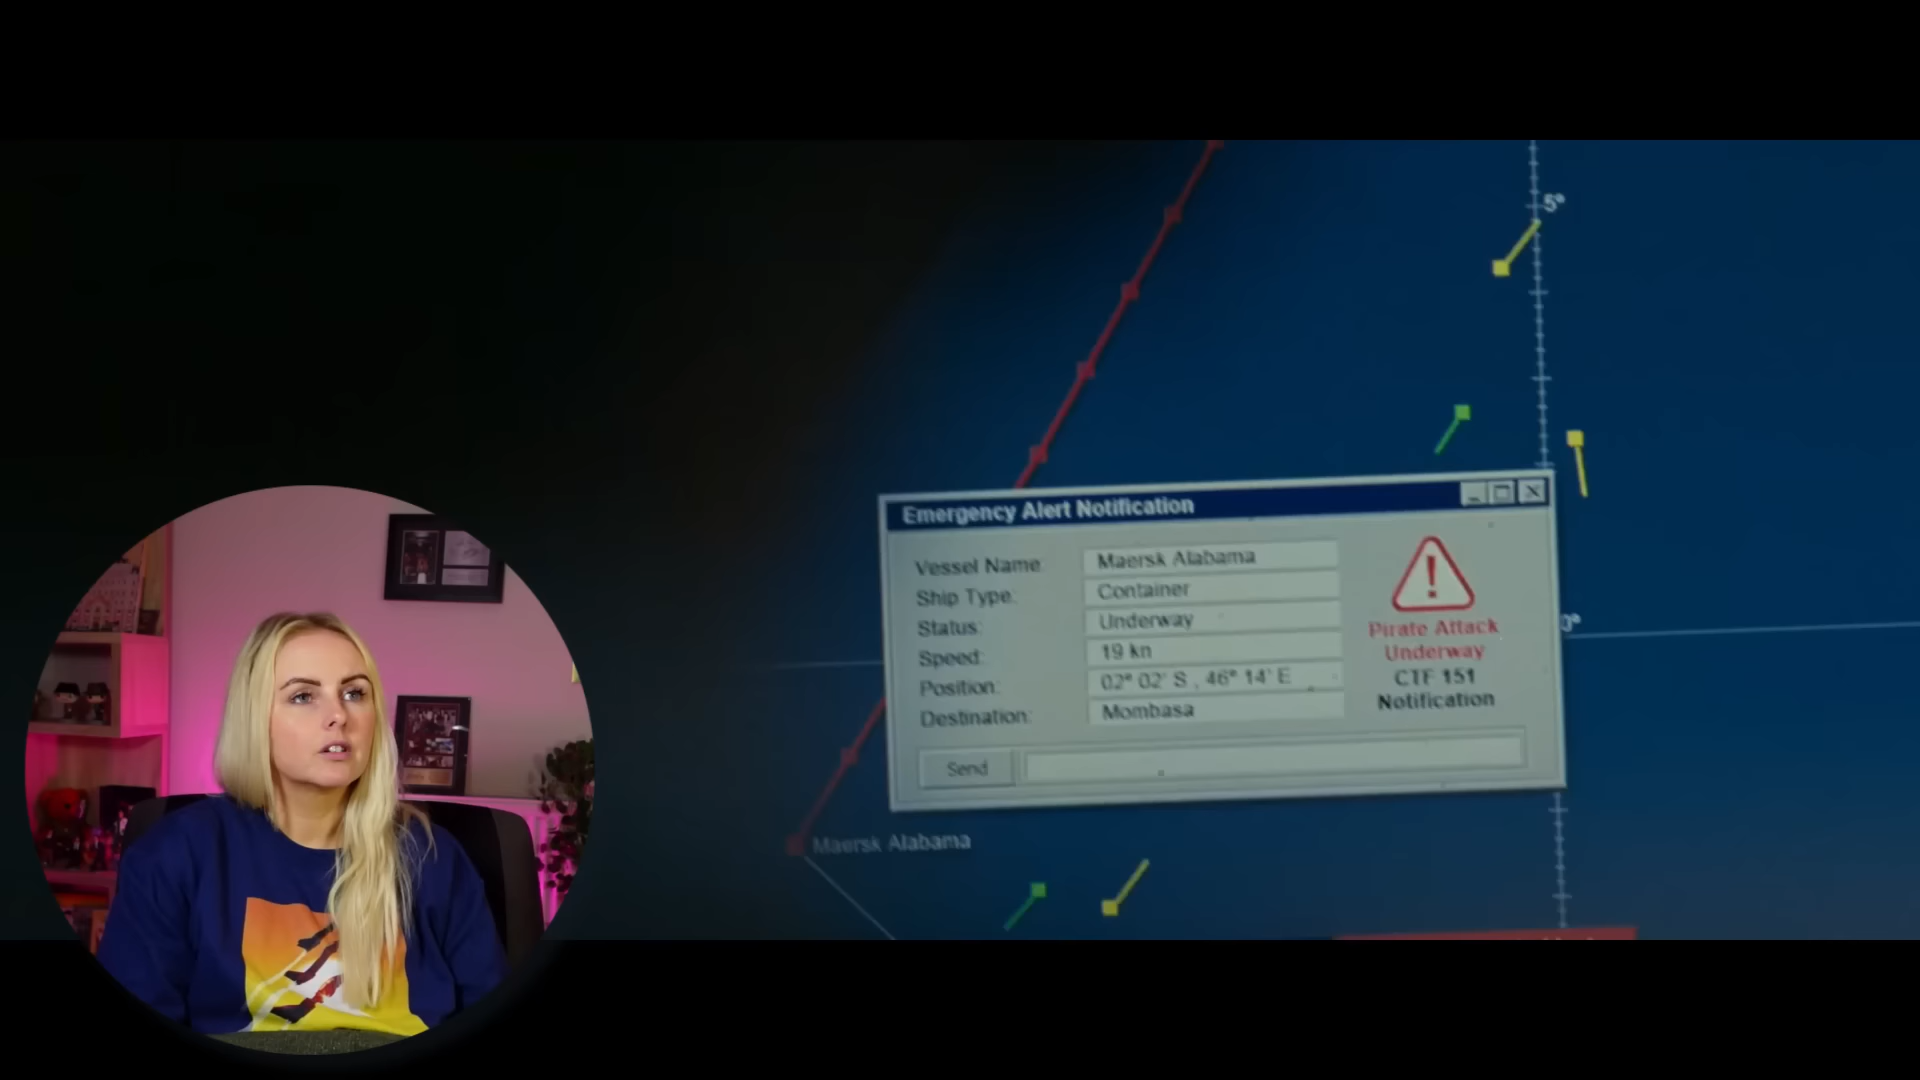 5°
Emergency Alert Notification
Vessel Name: Maersk Alabama
Ship Type: Container
Status: Underway
Speed: 19 kn
Position: 02° 02' S , 46° 14' E
Destination: Mombasa
Pirate Attack
Underway
CTF 151
Notification
0°
Send
Maersk Alabama